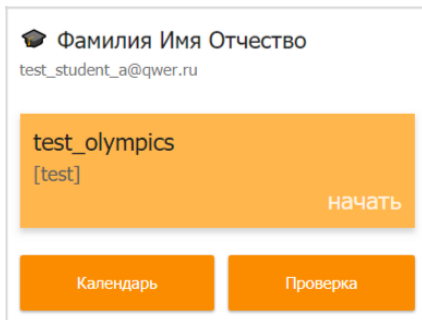 Фамилия Имя Отчество
test_student_a@qwer.ru
test_olympics
[test]
начать
Календарь
Проверка